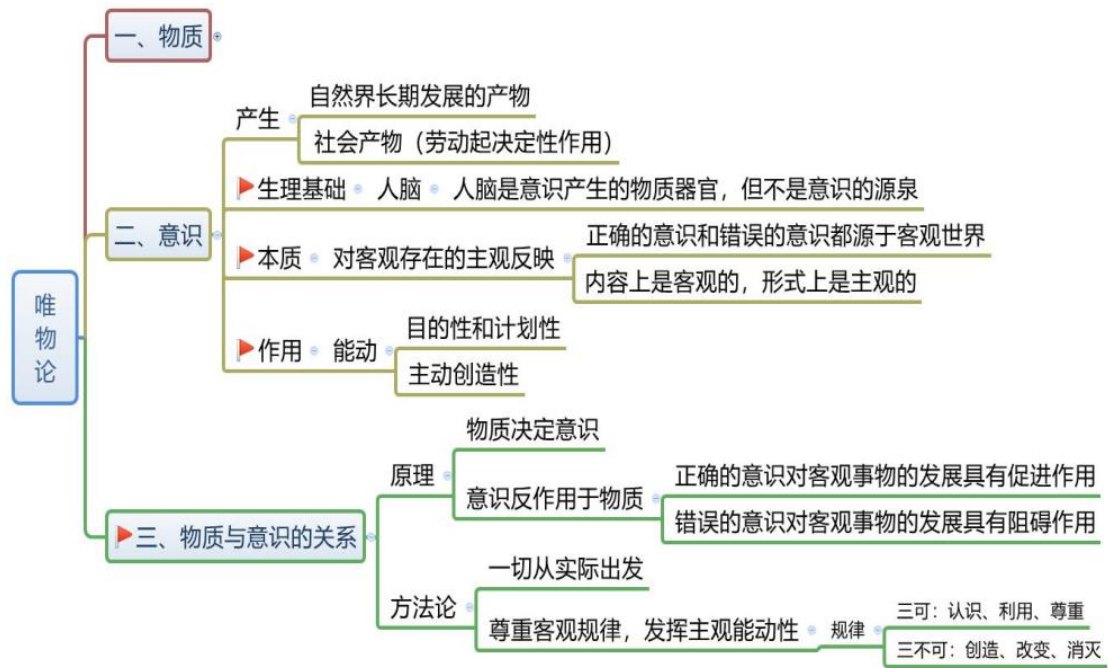 唯物论
一、物质
二、意识
产生
自然界长期发展的产物
社会产物（劳动起决定性作用）
生理基础
人脑
人脑是意识产生的物质器官，但不是意识的源泉
本质
对客观存在的主观反映
正确的意识和错误的意识都源于客观世界
内容上是客观的，形式上是主观的
作用
能动
目的性和计划性
主动创造性
三、物质与意识的关系
原理
物质决定意识
意识反作用于物质
正确的意识对客观事物的发展具有促进作用
错误的意识对客观事物的发展具有阻碍作用
方法论
一切从实际出发
尊重客观规律，发挥主观能动性
规律
三可：认识、利用、尊重
三不可：创造、改变、消灭